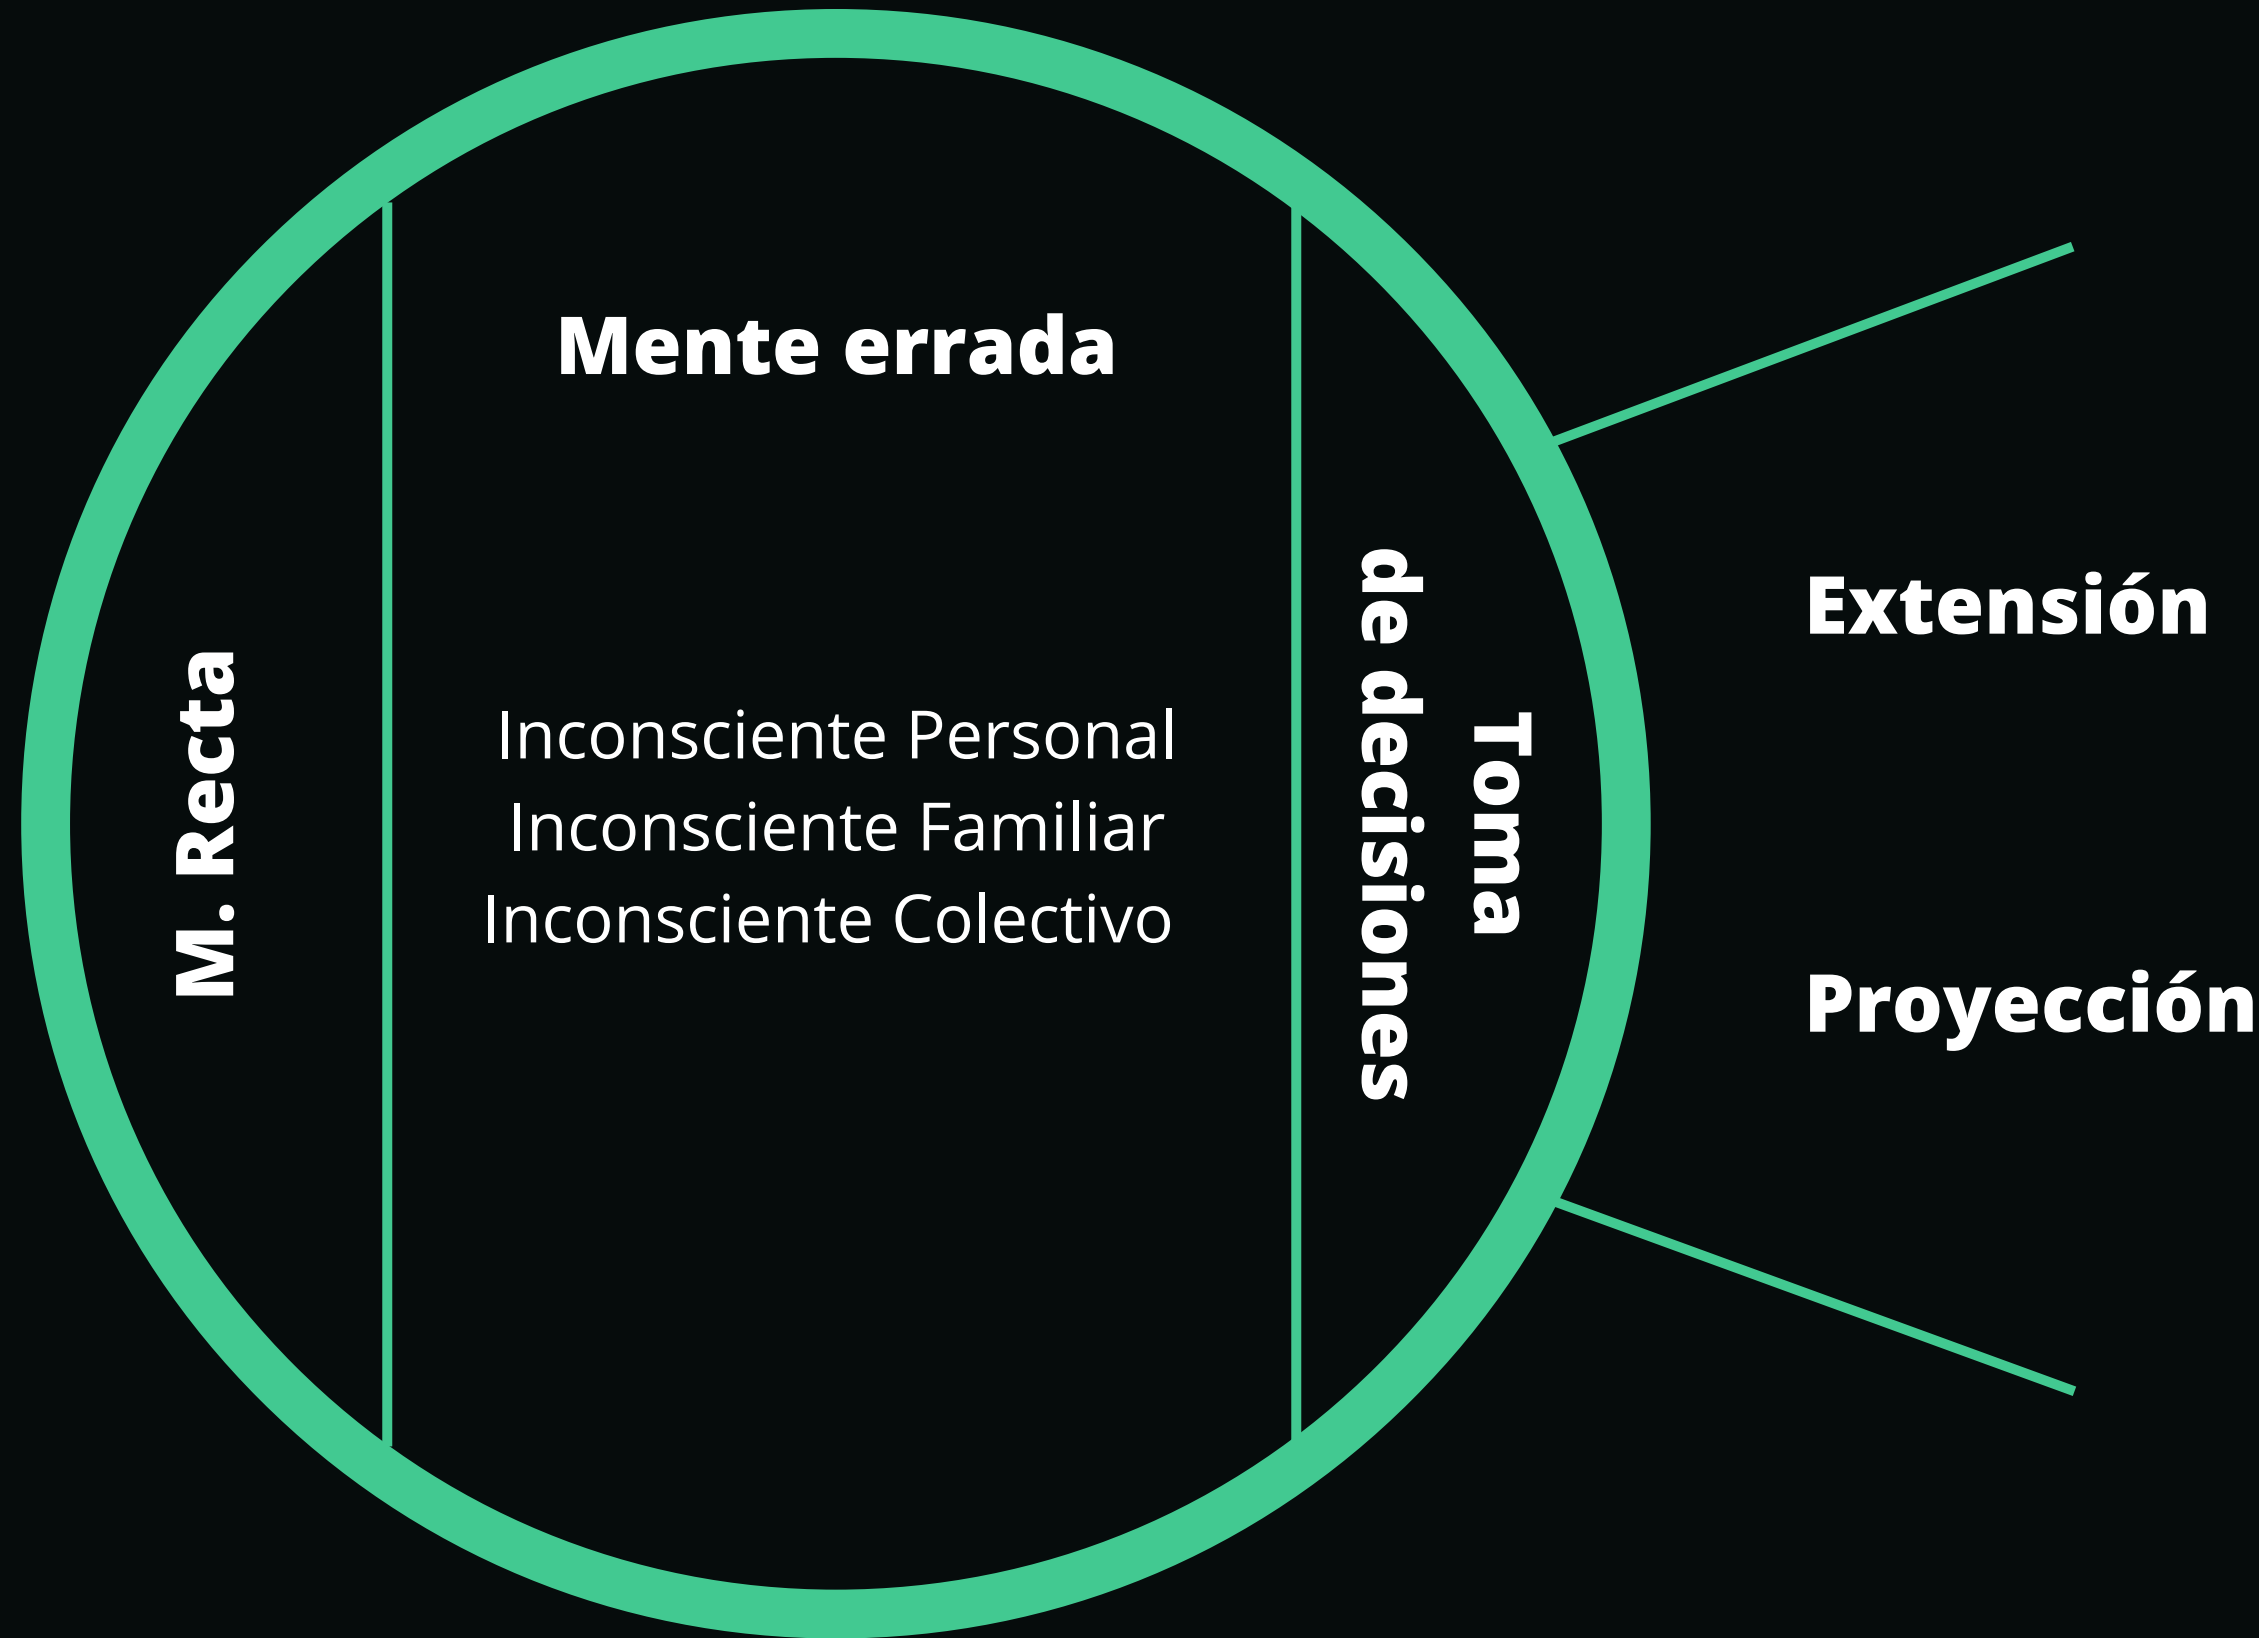 M. Recta
Mente errada
Inconsciente Personal
Inconsciente Familiar
Inconsciente Colectivo
Toma
de decisiones
Extensión
Proyección